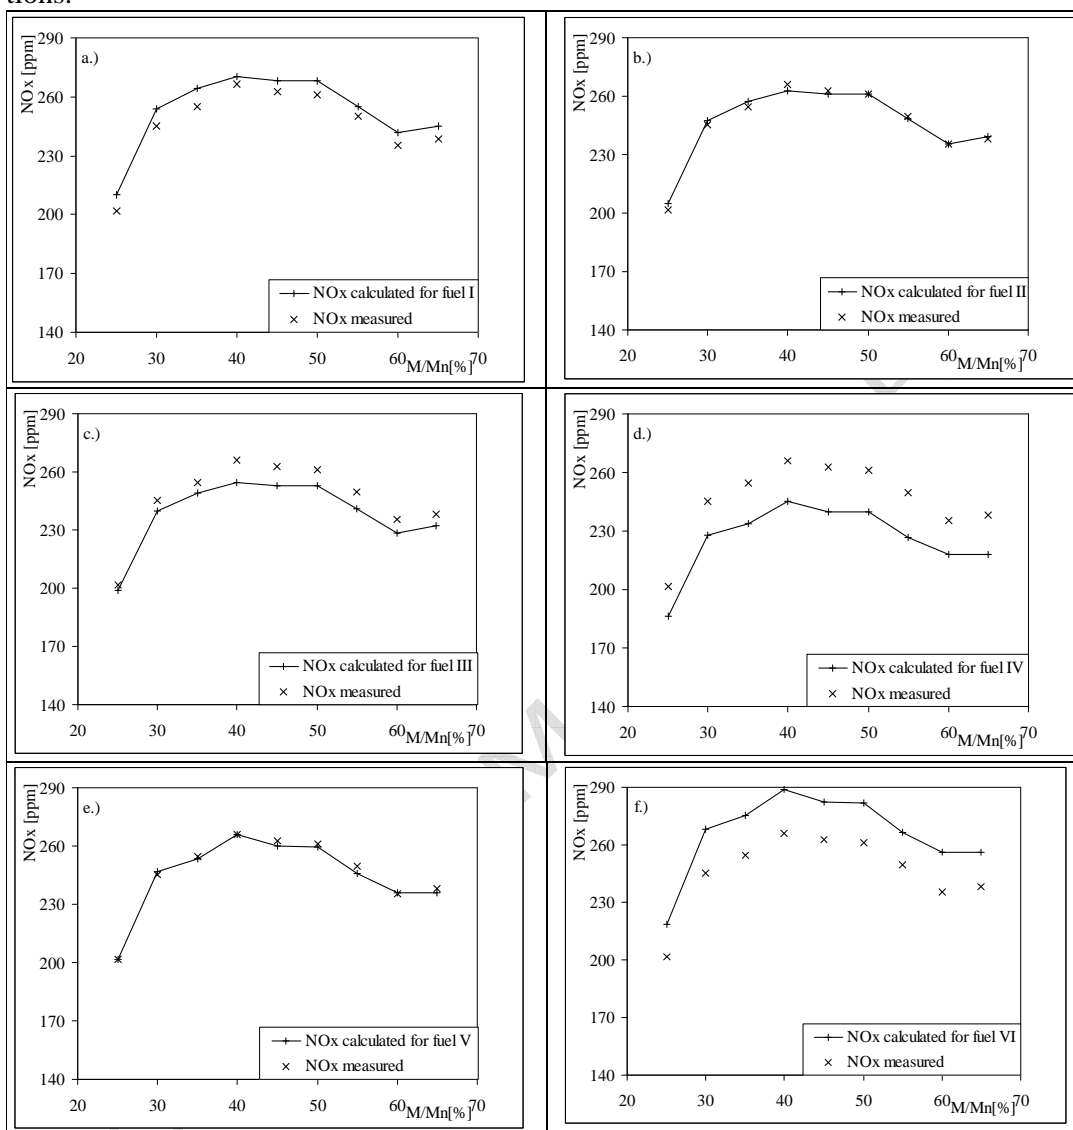 tions.
a.)
NOx [ppm]
290
260
230
200
170
140
20 30 40 50 60 70
M/Mn[%]
NOx calculated for fuel I
NOx measured
b.)
NOx [ppm]
290
260
230
200
170
140
20 30 40 50 60 70
M/Mn[%]
NOx calculated for fuel II
NOx measured
c.)
NOx [ppm]
290
260
230
200
170
140
20 30 40 50 60 70
M/Mn[%]
NOx calculated for fuel III
NOx measured
d.)
NOx [ppm]
290
260
230
200
170
140
20 30 40 50 60 70
M/Mn[%]
NOx calculated for fuel IV
NOx measured
e.)
NOx [ppm]
290
260
230
200
170
140
20 30 40 50 60 70
M/Mn[%]
NOx calculated for fuel V
NOx measured
f.)
NOx [ppm]
290
260
230
200
170
140
20 30 40 50 60 70
M/Mn[%]
NOx calculated for fuel VI
NOx measured